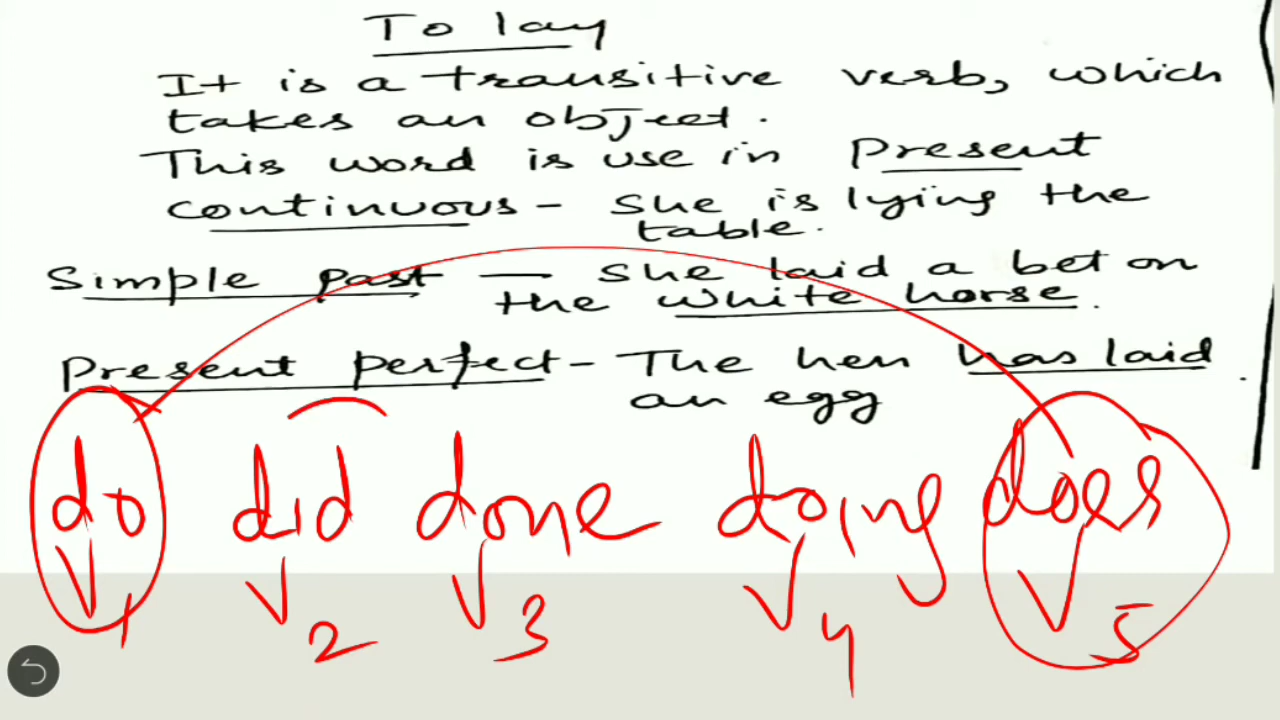 To lay
It is a transitive verb, which
takes an object.
This word is use in Present
continuous - She is lying the
table.
Simple past — She laid a bet on
the white horse.
Present perfect - The hen has laid
an egg.
do did done doing does
V1 V2 V3 V4 V5